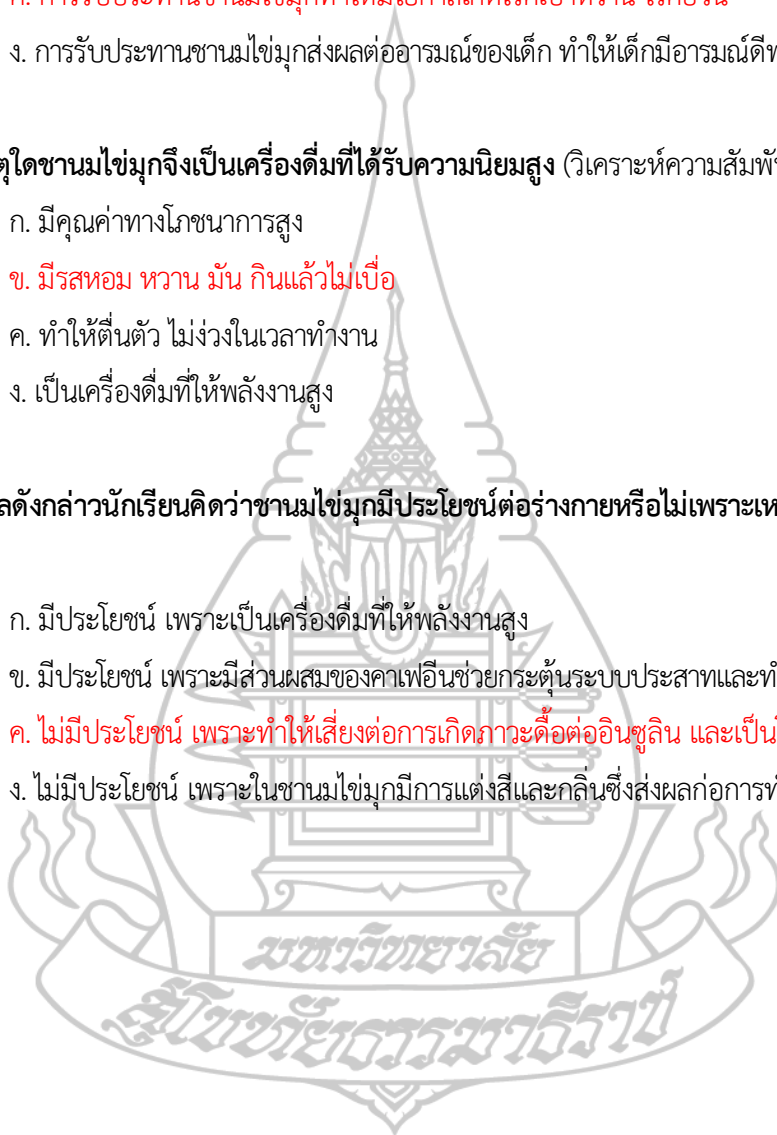 ง. การรับประทานชานมไข่มุกส่งผลต่ออารมณ์ของเด็ก ทำให้เด็กมีอารมณ์ดี
ใดชานมไข่มุกจึงเป็นเครื่องดื่มที่ได้รับความนิยมสูง (วิเคราะห์ความสัมพั
ก. มีคุณค่าทางโภชนาการสูง
ข. มีรสหอม หวาน มัน กินแล้วไม่เบื่อ
ค. ทำให้ตื่นตัว ไม่ง่วงในเวลาทำงาน
ง. เป็นเครื่องดื่มที่ให้พลังงานสูง
ลดังกล่าวนักเรียนคิดว่าชานมไข่มุกมีประโยชน์ต่อร่างกายหรือไม่เพราะเห
ก. มีประโยชน์ เพราะเป็นเครื่องดื่มที่ให้พลังงานสูง
ข. มีประโยชน์ เพราะมีส่วนผสมของคาเฟอีนช่วยกระตุ้นระบบประสาทและทำ
ค. ไม่มีประโยชน์ เพราะทำให้เสี่ยงต่อการเกิดภาวะดื้อต่ออินซูลิน และเป็น
ง. ไม่มีประโยชน์ เพราะในชานมไข่มุกมีการแต่งสีและกลิ่นซึ่งส่งผลก่อการ
มหาวิทยาลัย
สุโขทัยธรรมาธิราช